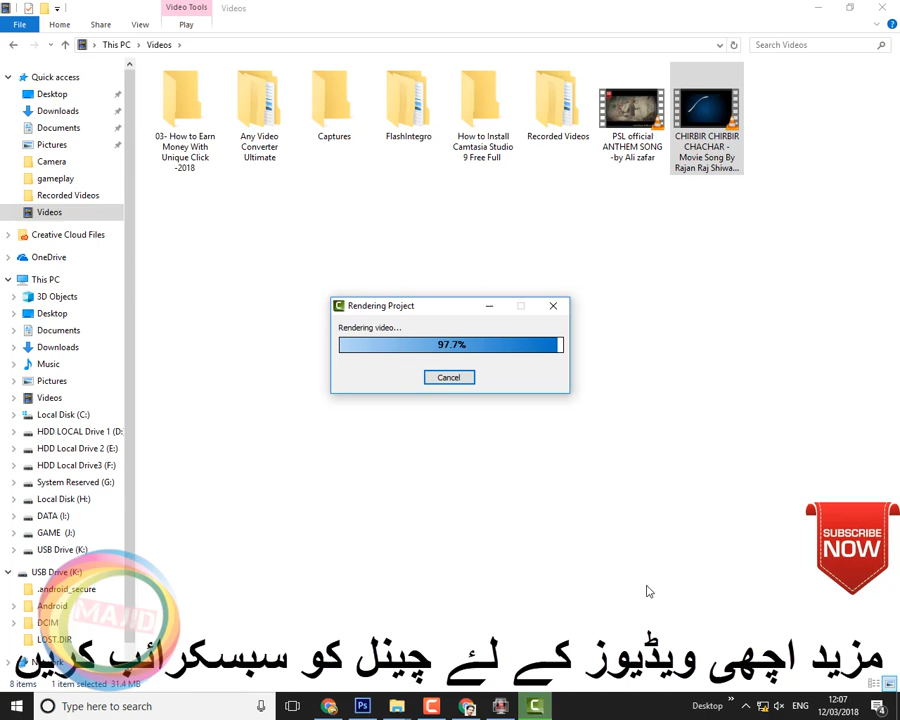 Video Tools
Videos
File
Home
Share
View
Play
This PC
Videos
Search Videos
Quick access
Desktop
Downloads
Documents
Pictures
Camera
gameplay
Recorded Videos
Videos
Creative Cloud Files
OneDrive
This PC
3D Objects
Desktop
Documents
Downloads
Music
Pictures
Videos
Local Disk (C:)
HDD LOCAL Drive 1 (D:
HDD Local Drive 2 (E:)
HDD Local Drive3 (F:)
System Reserved (G:)
Local Disk (H:)
DATA (I:)
GAME (J:)
USB Drive (K:)
USB Drive (K:)
.android_secure
Android
DCIM
LOST.DIR
03- How to Earn
Money With
Unique Click
-2018
Any Video
Converter
Ultimate
Captures
FlashIntegro
How to Install
Camtasia Studio
9 Free Full
Recorded Videos
PSL official
ANTHEM SONG
-by Ali zafar
CHIRBIR CHIRBIR
CHACHAR -
Movie Song By
Rajan Raj Shiwa...
Rendering Project
Rendering video...
97.7%
Cancel
SUBSCRIBE
NOW
MAJID
مزید اچھی ویڈیوز کے لئے چینل کو سبسکرائب کریں
8 items
1 item selected
31.4 MB
Type here to search
Ps
Desktop
ENG
12:07
12/03/2018
4